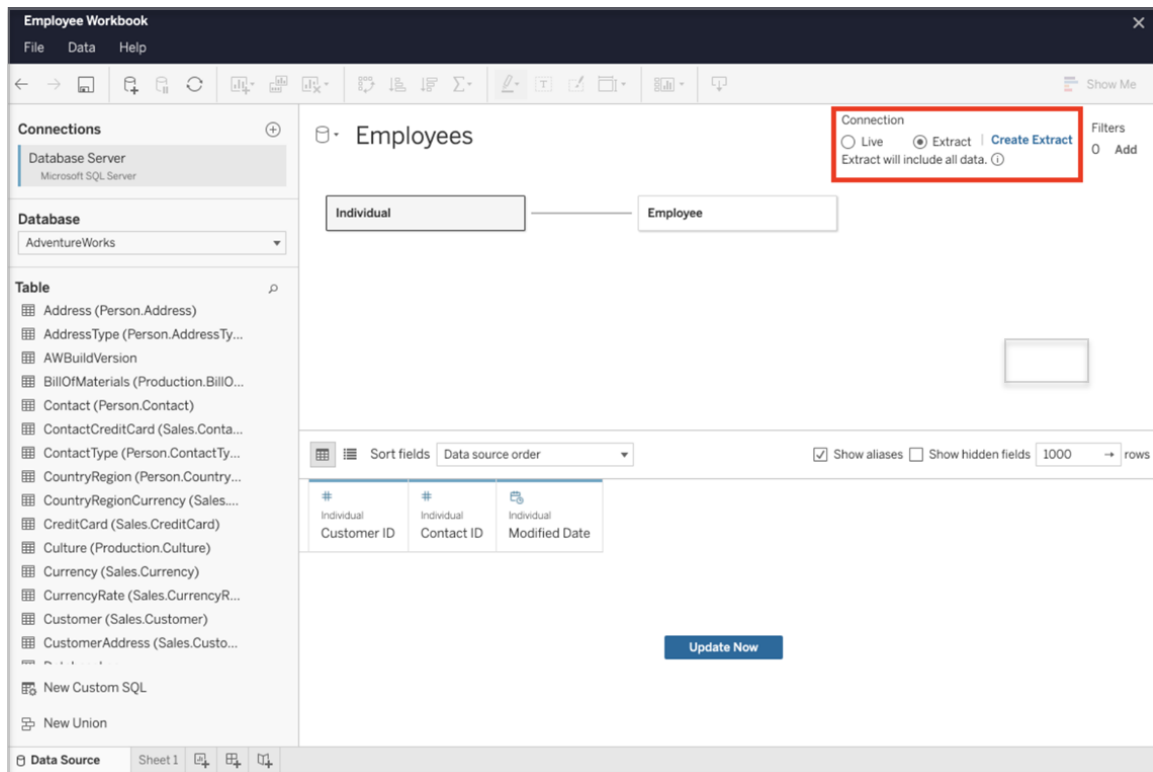 Employee Workbook
File Data Help
Show Me
Connections
Database Server
Microsoft SQL Server
Database
AdventureWorks
Table
Address (Person.Address)
AddressType (Person.AddressTy...
AWBuildVersion
BillOfMaterials (Production.BillO...
Contact (Person.Contact)
ContactCreditCard (Sales.Conta...
ContactType (Person.ContactTy...
CountryRegion (Person.Country...
CountryRegionCurrency (Sales....
CreditCard (Sales.CreditCard)
Culture (Production.Culture)
Currency (Sales.Currency)
CurrencyRate (Sales.CurrencyR...
Customer (Sales.Customer)
CustomerAddress (Sales.Custo...
New Custom SQL
New Union
Employees
Connection
Live Extract | Create Extract
Extract will include all data.
Filters
0 Add
Individual Employee
Sort fields Data source order Show aliases Show hidden fields 1000 → rows
# # 
Individual Individual Individual
Customer ID Contact ID Modified Date
Update Now
Data Source Sheet 1